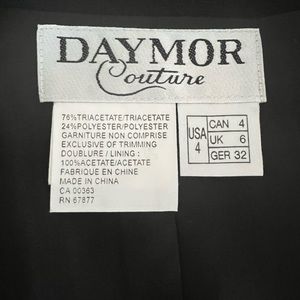 DAYMOR
Couture
76%TRIACETATE/TRIACETATE
24%POLYESTER/POLYESTER
GARNITURE NON COMPRISE
EXCLUSIVE OF TRIMMING
DOUBLURE / LINING :
100%ACETATE/ACETATE
FABRIQUE EN CHINE
MADE IN CHINA
CA 00363
RN 67877
USA 4
CAN 4
UK 6
GER 32